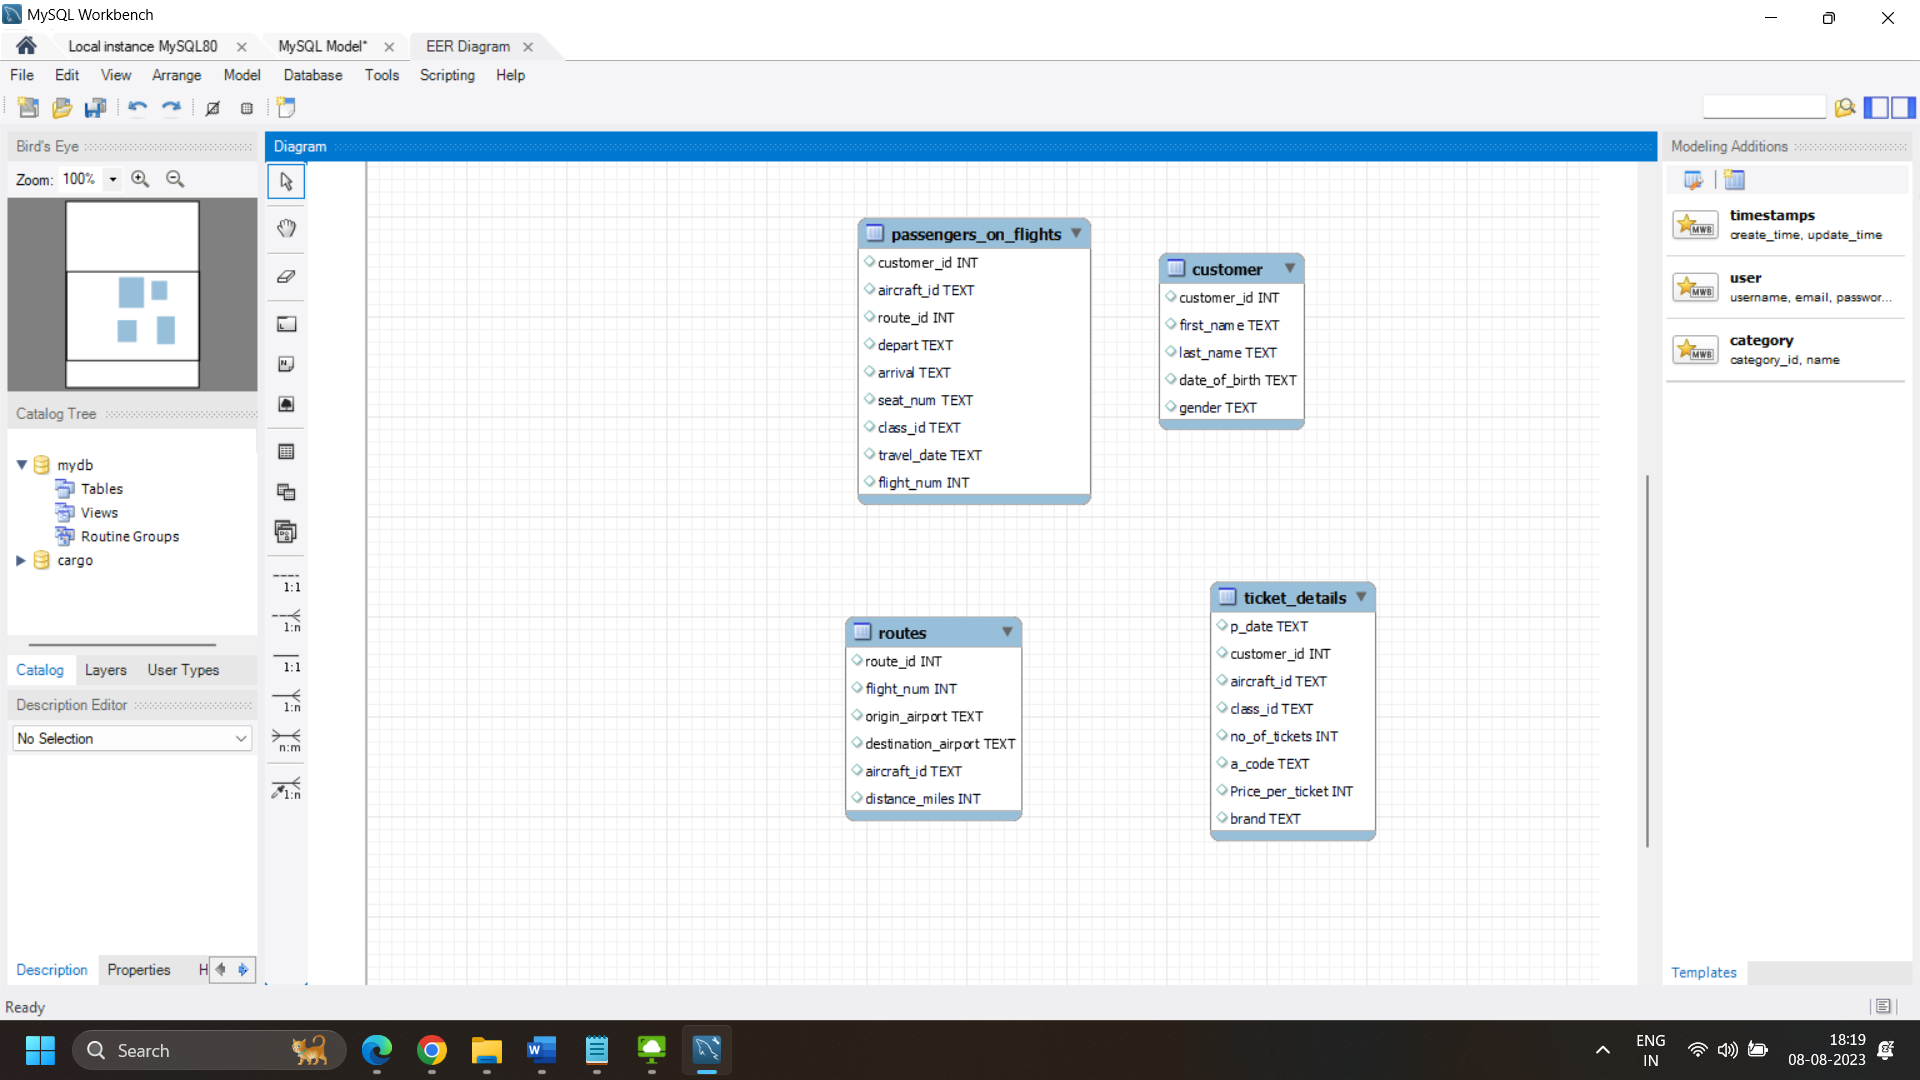 MySQL Workbench
Local instance MySQL80
MySQL Model*
EER Diagram
File Edit View Arrange Model Database Tools Scripting Help
Bird's Eye
Zoom: 100%
Catalog Tree
mydb
Tables
Views
Routine Groups
cargo
Catalog Layers User Types
Description Editor
No Selection
Description Properties H
Ready
Diagram
1:1
1:n
1:1
1:n
n:m
1:n
passengers_on_flights
customer_id INT
aircraft_id TEXT
route_id INT
depart TEXT
arrival TEXT
seat_num TEXT
class_id TEXT
travel_date TEXT
flight_num INT
customer
customer_id INT
first_name TEXT
last_name TEXT
date_of_birth TEXT
gender TEXT
routes
route_id INT
flight_num INT
origin_airport TEXT
destination_airport TEXT
aircraft_id TEXT
distance_miles INT
ticket_details
p_date TEXT
customer_id INT
aircraft_id TEXT
class_id TEXT
no_of_tickets INT
a_code TEXT
Price_per_ticket INT
brand TEXT
Modeling Additions
MWB
timestamps
create_time, update_time
MWB
user
username, email, passwor...
MWB
category
category_id, name
Templates
Search
ENG
IN
18:19
08-08-2023